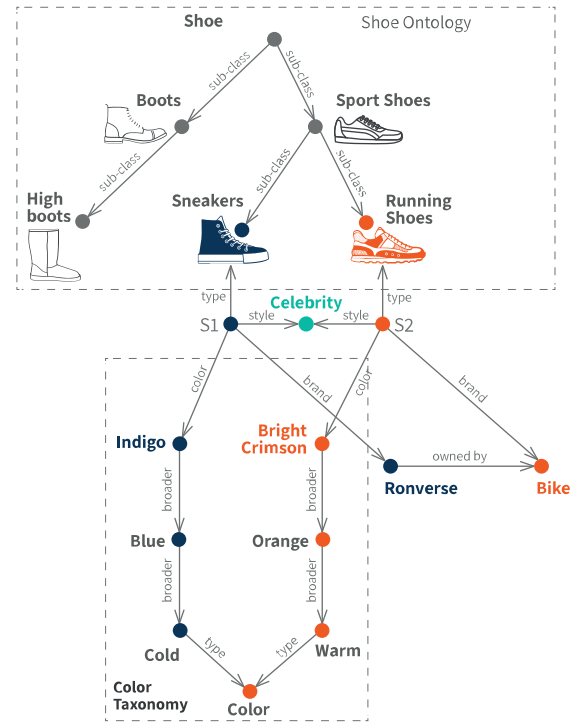 Shoe
Shoe Ontology
sub-class
sub-class
Boots
Sport Shoes
sub-class
sub-class
sub-class
High
boots
Sneakers
Running
Shoes
type
type
Celebrity
S1
style
style
S2
color
brand
color
brand
Indigo
Bright
Crimson
owned by
Ronverse
Bike
broader
broader
Blue
Orange
broader
broader
Cold
type
type
Warm
Color
Taxonomy
Color